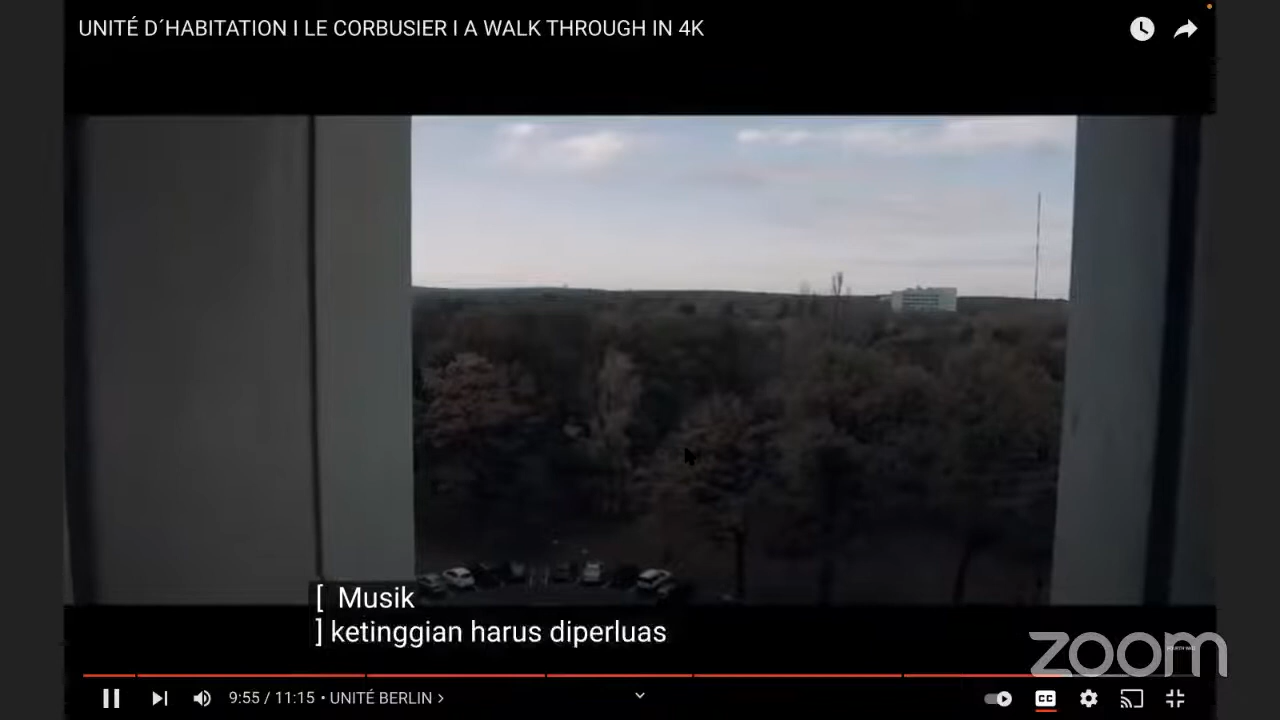 UNITÉ D´HABITATION I LE CORBUSIER I A WALK THROUGH IN 4K
[ Musik
] ketinggian harus diperluas
zoom
9:55 / 11:15 • UNITÉ BERLIN >
CC